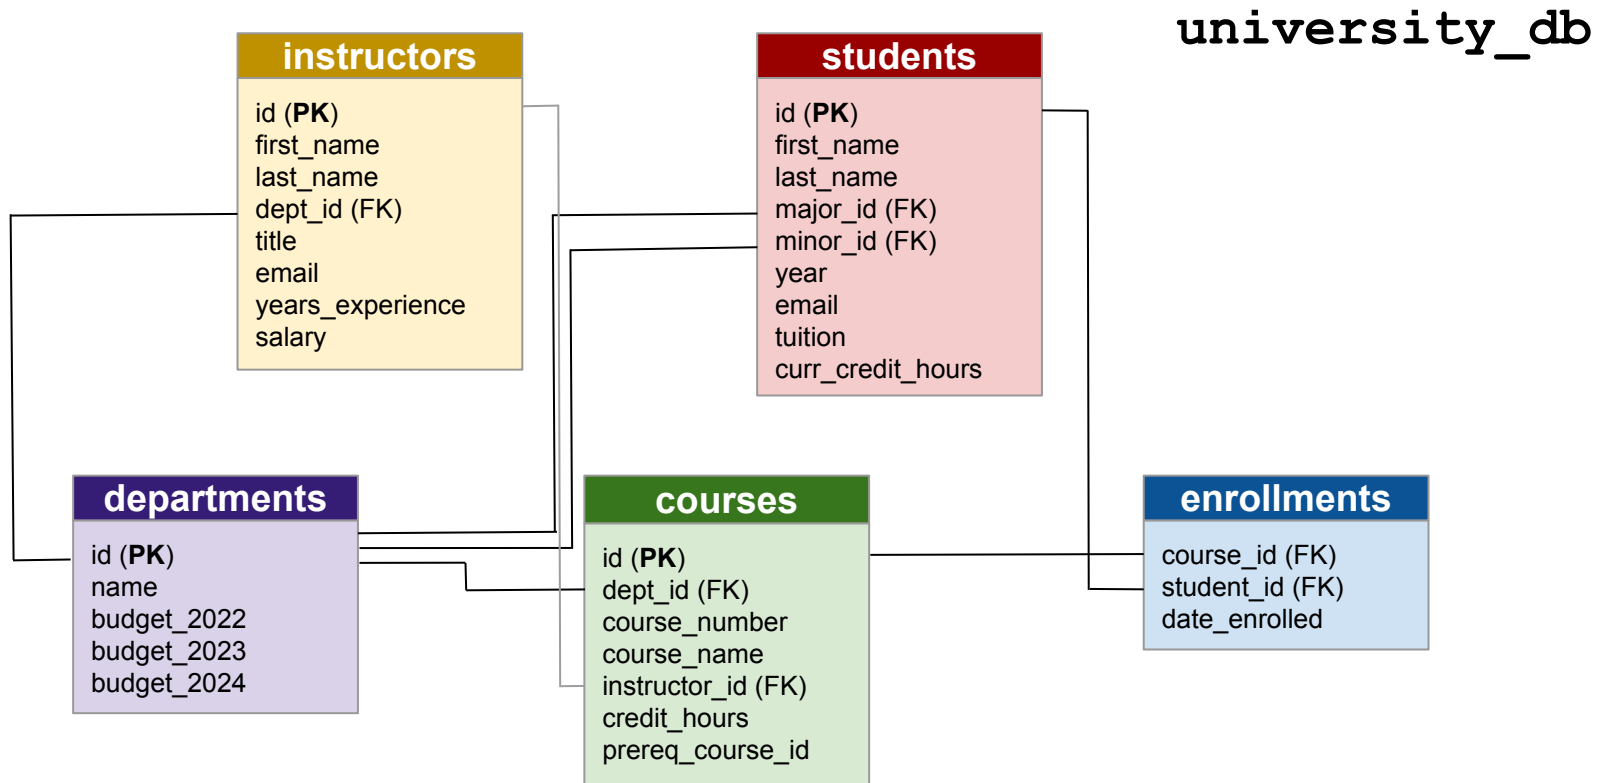 university_db
instructors
id (PK)
first_name
last_name
dept_id (FK)
title
email
years_experience
salary
students
id (PK)
first_name
last_name
major_id (FK)
minor_id (FK)
year
email
tuition
curr_credit_hours
departments
id (PK)
name
budget_2022
budget_2023
budget_2024
courses
id (PK)
dept_id (FK)
course_number
course_name
instructor_id (FK)
credit_hours
prereq_course_id
enrollments
course_id (FK)
student_id (FK)
date_enrolled